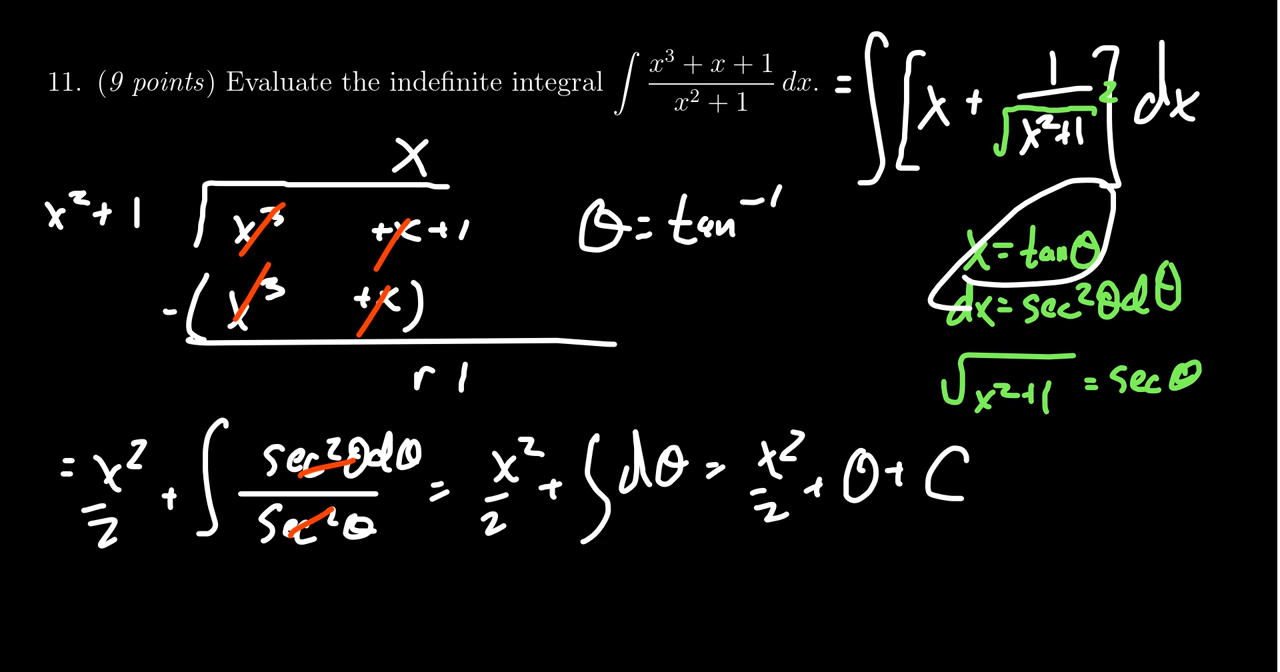 11. (9 points) Evaluate the indefinite integral ∫ (x³ + x + 1)/(x² + 1) dx. = ∫ [x + 1/(√(x²+1))²] dx
x
x² + 1 √ x³ + x + 1
θ = tan⁻¹
x = tanθ
-(x³ + x)
dx = sec²θ dθ
r 1
√(x²+1) = secθ
= x²/2 + ∫ sec²θ dθ / sec²θ = x²/2 + ∫ dθ = x²/2 + θ + C